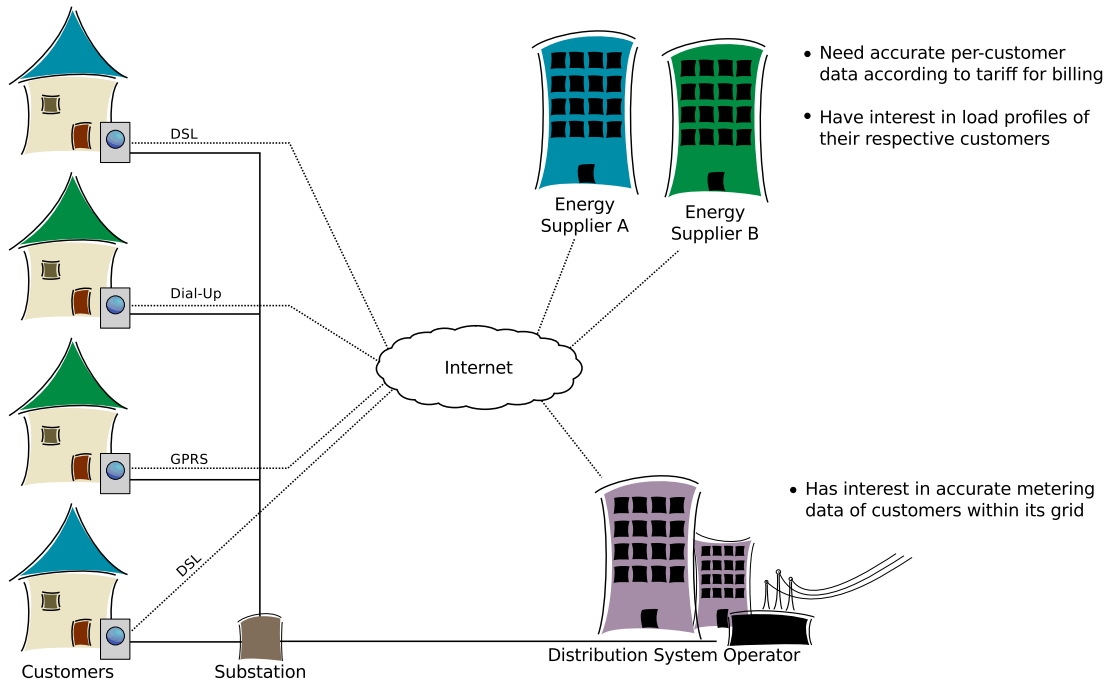 DSL
Dial-Up
GPRS
DSL
Customers
Substation
Internet
Energy
Supplier A
Energy
Supplier B
• Need accurate per-customer
data according to tariff for billing
• Have interest in load profiles of
their respective customers
• Has interest in accurate metering
data of customers within its grid
Distribution System Operator